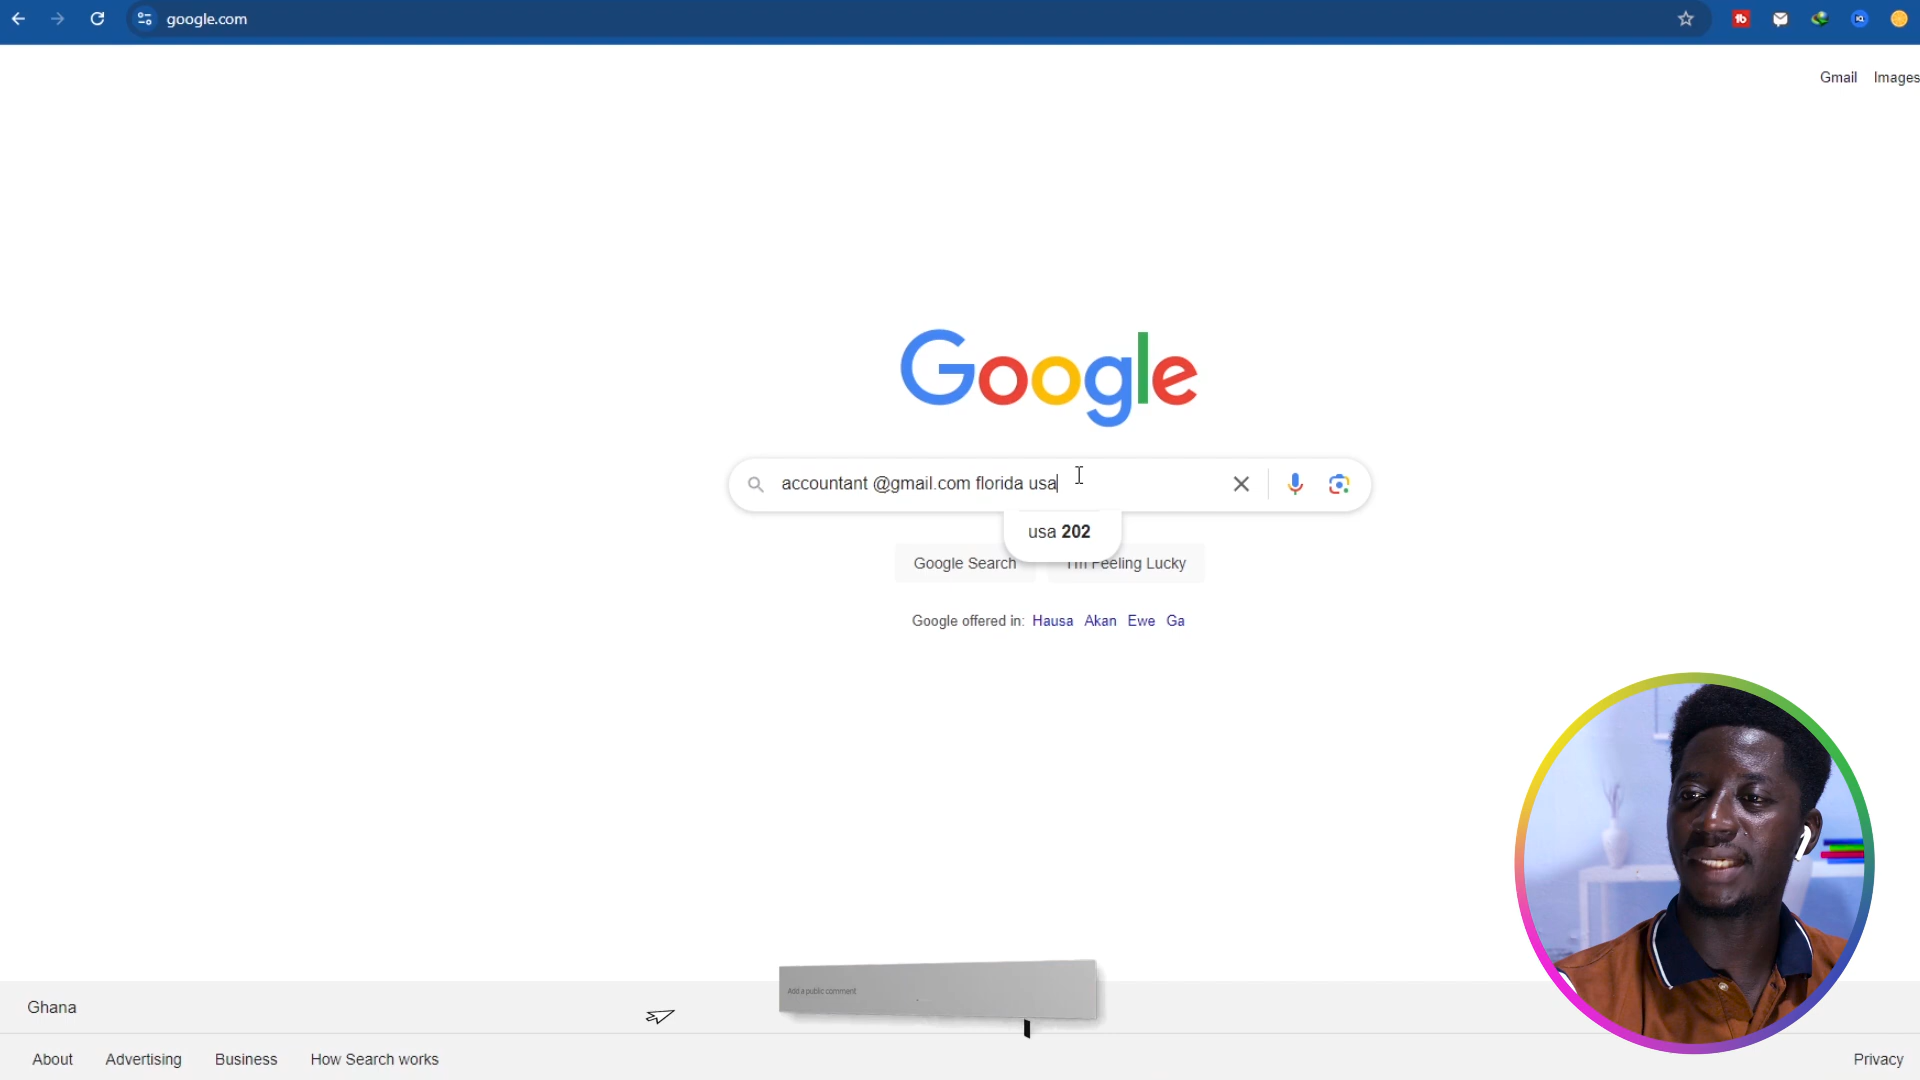 google.com
Gmail Images
Google
accountant @gmail.com florida usa
usa 202
Google Search I'm Feeling Lucky
Google offered in: Hausa Akan Ewe Ga
Add a public comment
Ghana
About Advertising Business How Search works Privacy